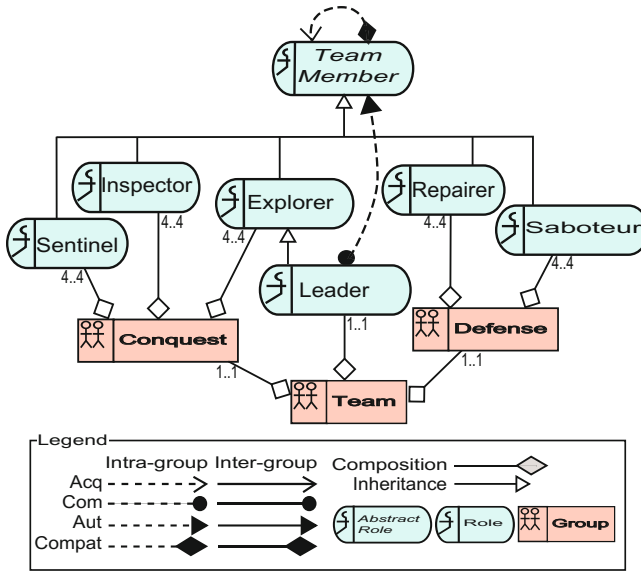 Team
Member
Inspector
Explorer
Repairer
Sentinel
Saboteur
4..4
4..4
4..4
4..4
4..4
Leader
1..1
Conquest
Defense
1..1
1..1
Team
Legend
Intra-group Inter-group
Acq
Com
Aut
Compat
Composition
Inheritance
Abstract
Role
Role
Group